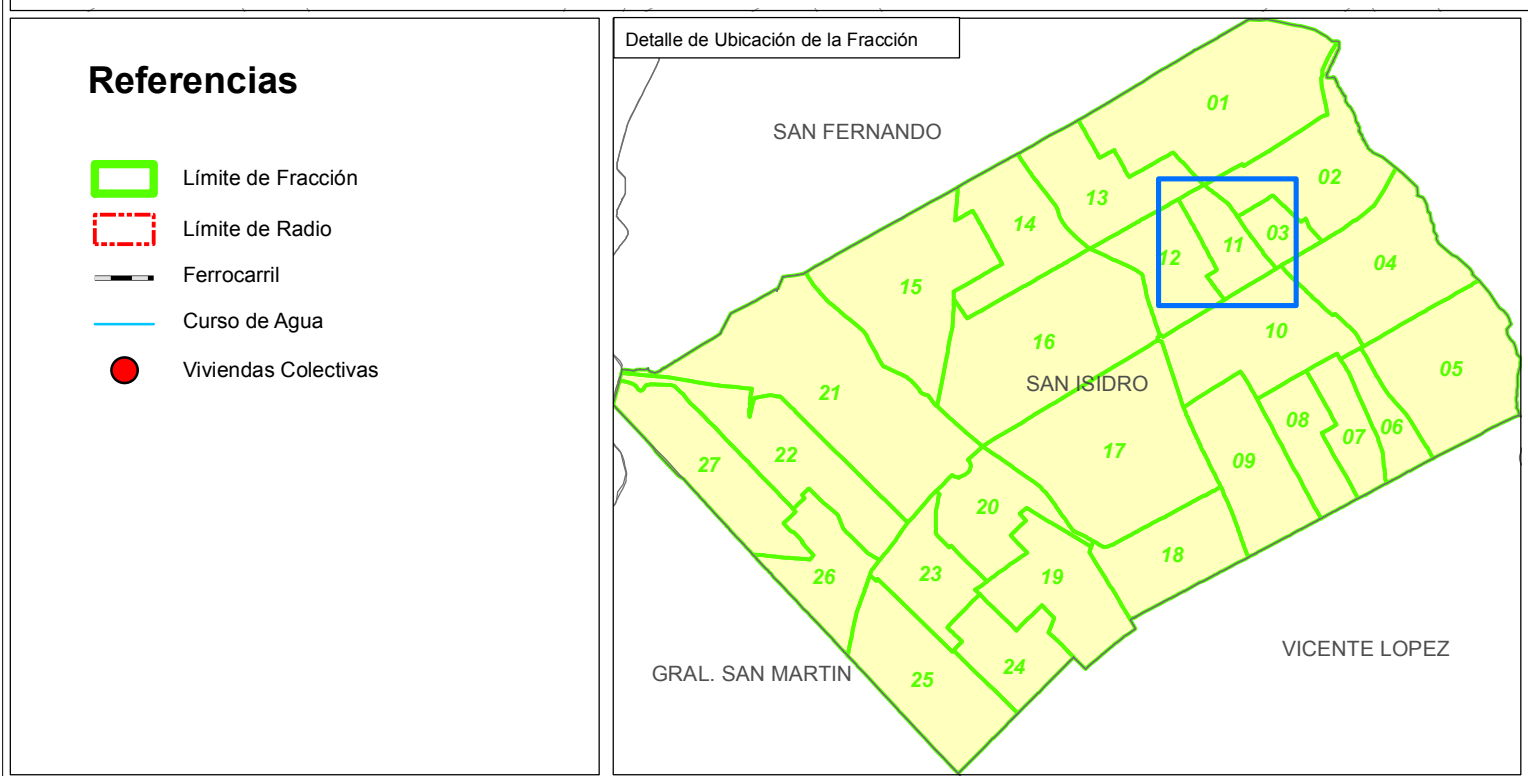 Referencias
Límite de Fracción
Límite de Radio
Ferrocarril
Curso de Agua
Viviendas Colectivas
Detalle de Ubicación de la Fracción
01
SAN FERNANDO
02
13
14
03
11
12
04
15
10
16
05
SAN ISIDRO
21
08
06
07
17
22
09
27
20
18
23
26
19
VICENTE LOPEZ
24
GRAL. SAN MARTIN
25